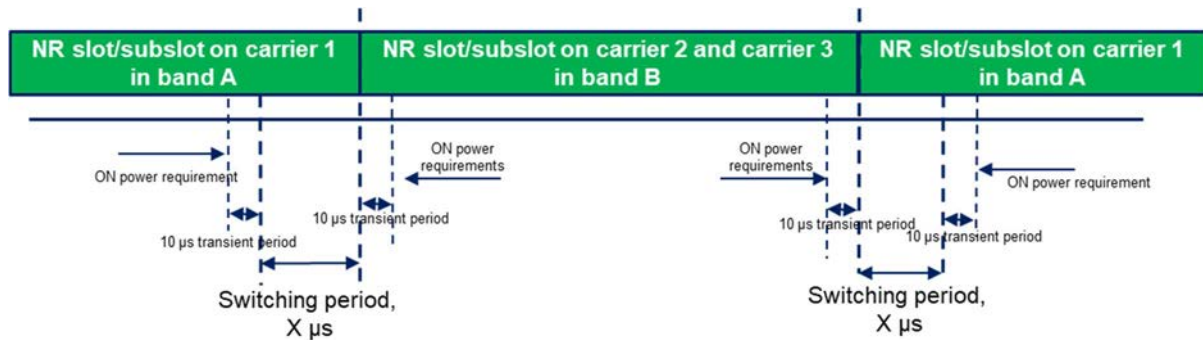 NR slot/subslot on carrier 1
in band A
NR slot/subslot on carrier 2 and carrier 3
in band B
NR slot/subslot on carrier 1
in band A
ON power requirement
10 µs transient period
Switching period,
X µs
ON power
requirements
10 µs transient period
ON power
requirements
10 µs transient period
Switching period,
X µs
ON power requirement
10 µs transient period